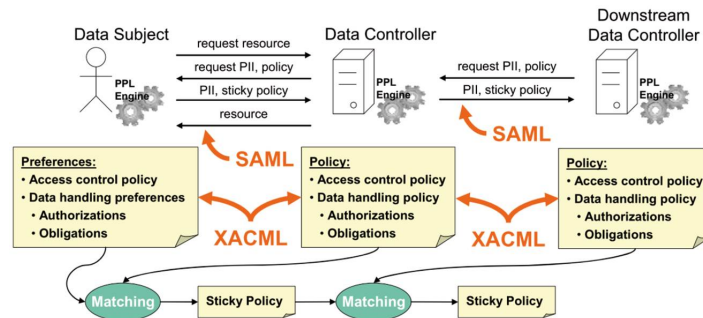 Data Subject
Data Controller
Downstream
Data Controller
request resource
request PII, policy
PII, sticky policy
resource
request PII, policy
PII, sticky policy
PPL
Engine
PPL
Engine
PPL
Engine
SAML
SAML
Preferences:
• Access control policy
• Data handling preferences
• Authorizations
• Obligations
Policy:
• Access control policy
• Data handling policy
• Authorizations
• Obligations
Policy:
• Access control policy
• Data handling policy
• Authorizations
• Obligations
XACML
XACML
Matching
Sticky Policy
Matching
Sticky Policy